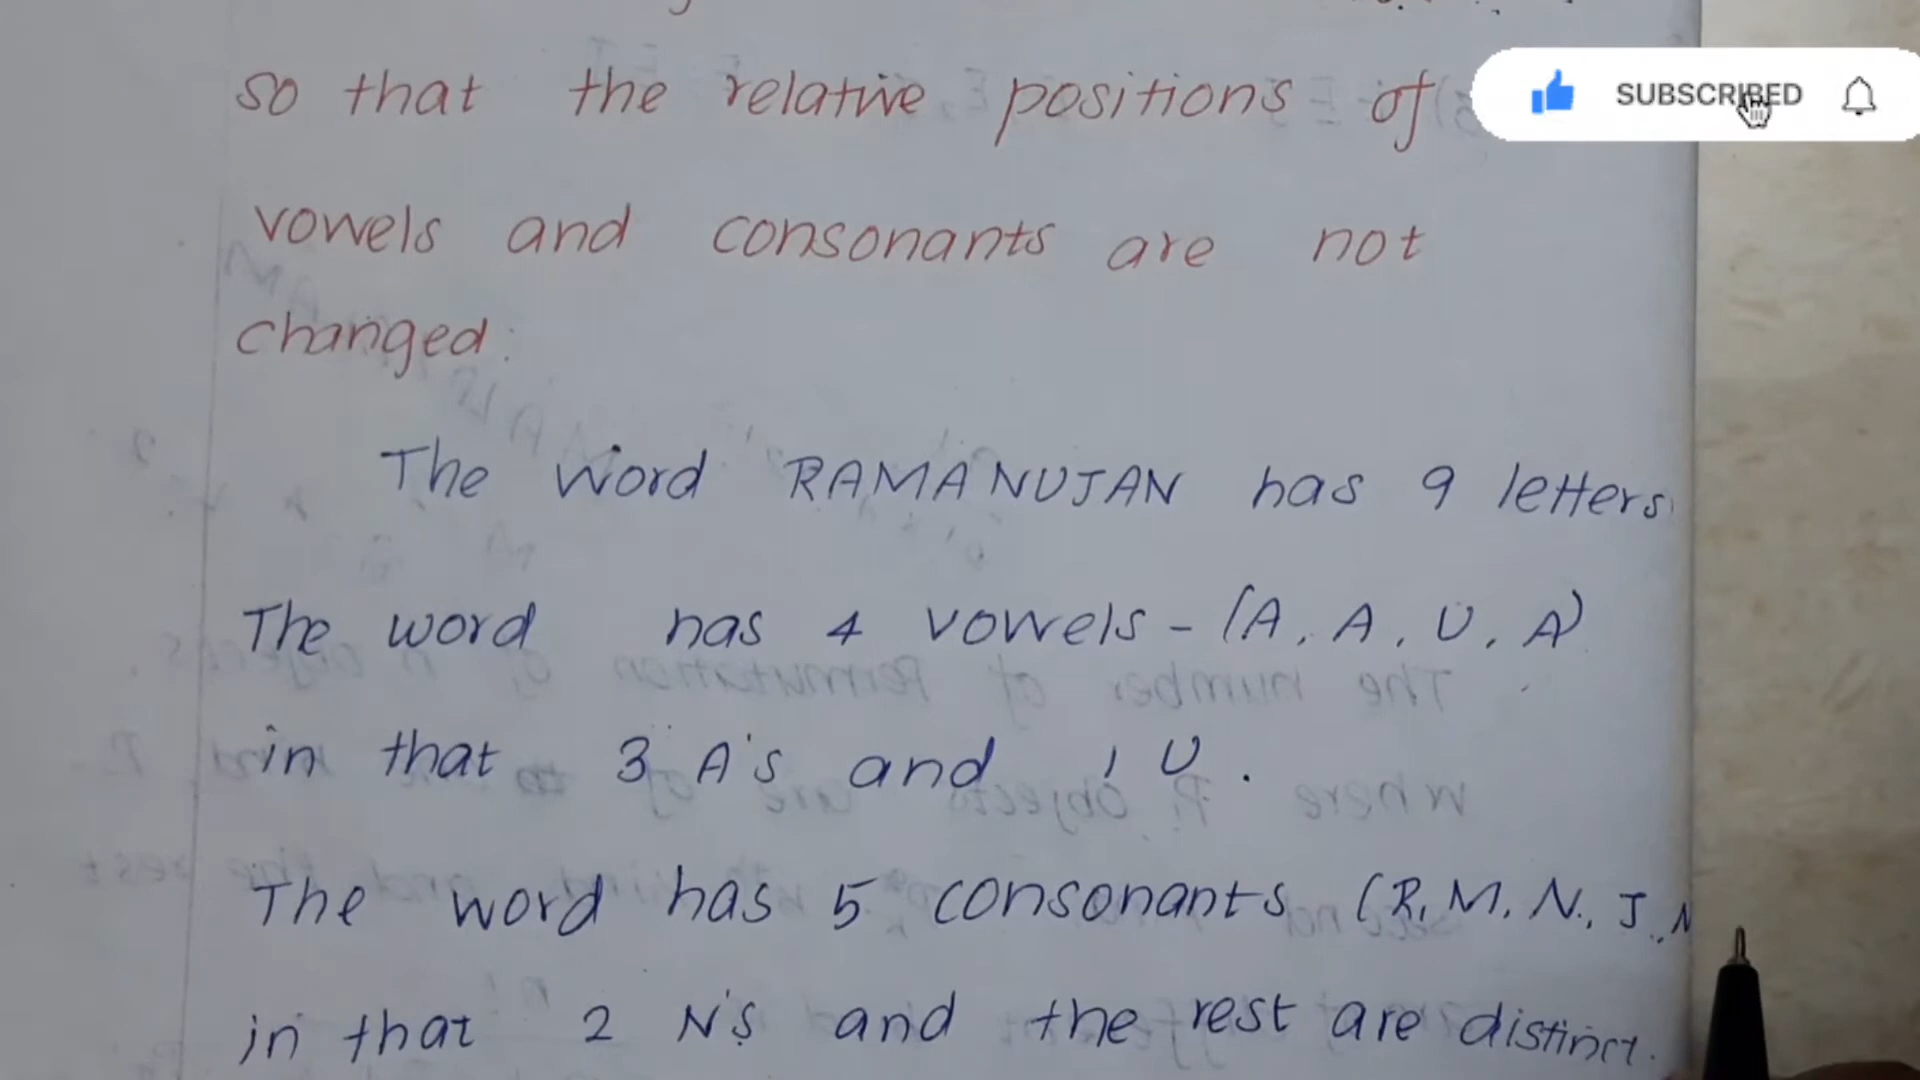 so that the relative positions of
SUBSCRIBED
vowels and consonants are not
changed:
The word RAMANUJAN has 9 letters.
The word has 4 vowels - (A, A, U, A)
in that 3 A's and 1 U.
The word has 5 consonants (R, M, N, J, N
in that 2 N's and the rest are distinct.